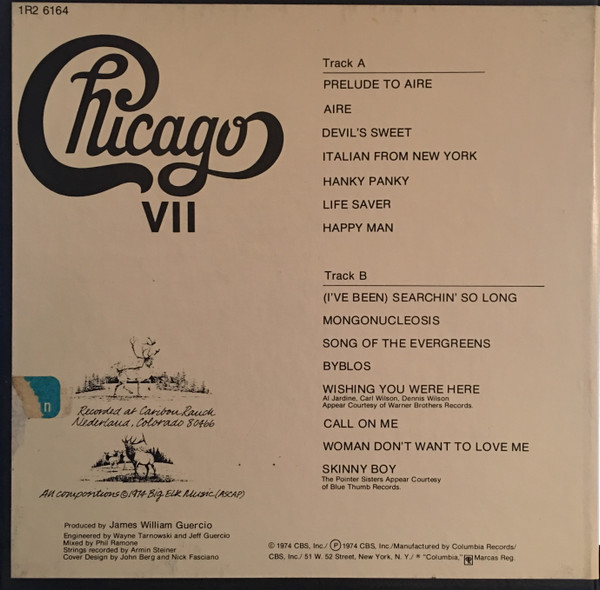 1R2 6164
Chicago
VII
Track A
PRELUDE TO AIRE
AIRE
DEVIL'S SWEET
ITALIAN FROM NEW YORK
HANKY PANKY
LIFE SAVER
HAPPY MAN
Track B
(I'VE BEEN) SEARCHIN' SO LONG
MONGONUCLEOSIS
SONG OF THE EVERGREENS
BYBLOS
WISHING YOU WERE HERE
Al Jardine, Carl Wilson, Dennis Wilson
Appear Courtesy of Warner Brothers Records.
CALL ON ME
WOMAN DON'T WANT TO LOVE ME
SKINNY BOY
The Pointer Sisters Appear Courtesy
of Blue Thumb Records.
n
Recorded at Caribou Ranch
Nederland, Colorado 80466
All compositions © 1974 Big Elk Music (ASCAP)
Produced by James William Guercio
Engineered by Wayne Tarnowski and Jeff Guercio
Mixed by Phil Ramone
Strings recorded by Armin Steiner
Cover Design by John Berg and Nick Fasciano
© 1974 CBS, Inc./ Ⓟ 1974 CBS, Inc./Manufactured by Columbia Records/
CBS, Inc./ 51 W. 52 Street, New York, N.Y./ ® "Columbia," Marcas Reg.